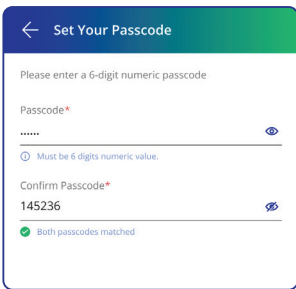 Set Your Passcode
Please enter a 6-digit numeric passcode
Passcode*
......
Must be 6 digits numeric value.
Confirm Passcode*
145236
Both passcodes matched